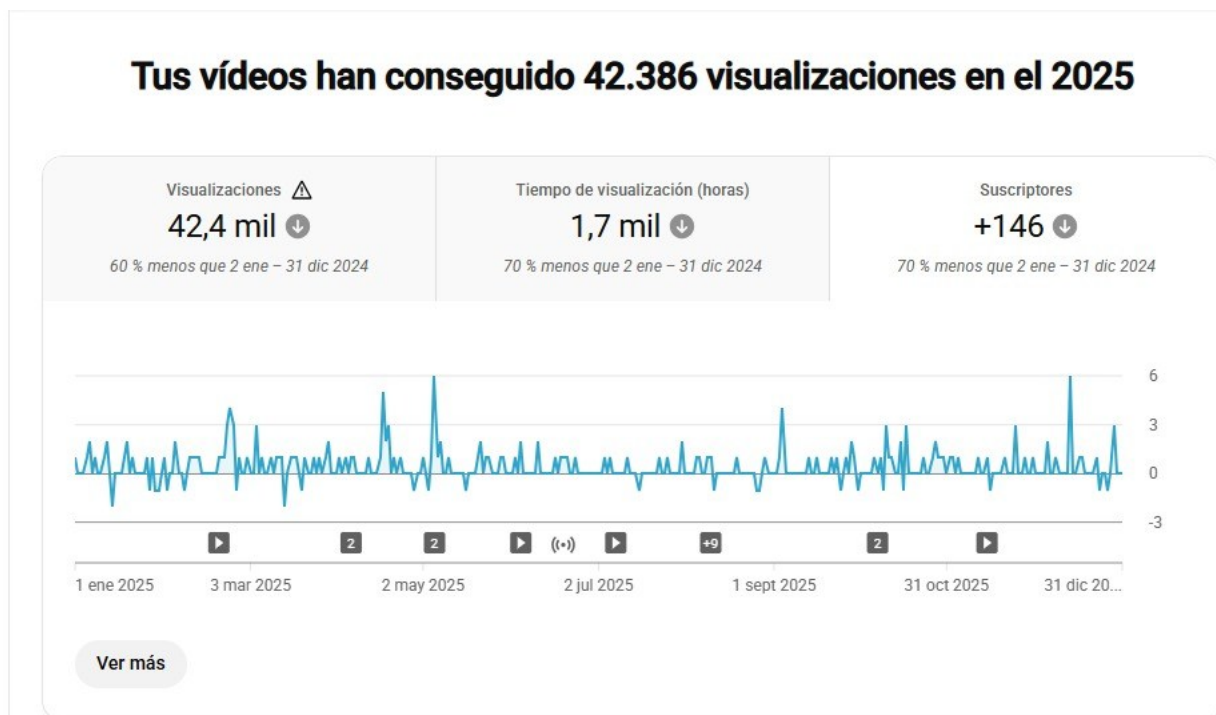 Tus vídeos han conseguido 42.386 visualizaciones en el 2025
Visualizaciones
42,4 mil
60 % menos que 2 ene – 31 dic 2024
Tiempo de visualización (horas)
1,7 mil
70 % menos que 2 ene – 31 dic 2024
Suscriptores
+146
70 % menos que 2 ene – 31 dic 2024
6
3
0
-3
2
2
+9
2
1 ene 2025
3 mar 2025
2 may 2025
2 jul 2025
1 sept 2025
31 oct 2025
31 dic 20...
Ver más